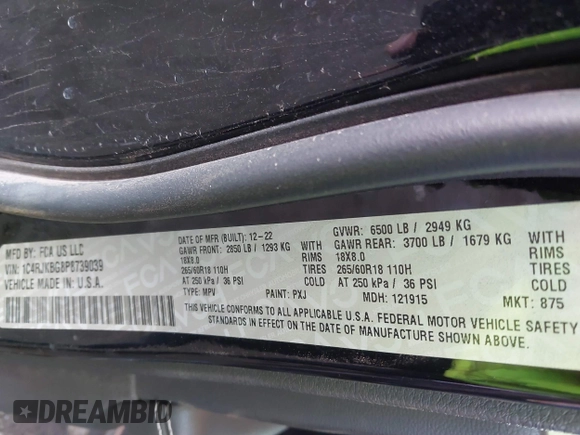 MFD BY: FCA US LLC
VIN: 1C4RJKBG8P8739039
VEHICLE MADE IN U.S.A.
DATE OF MFR (BUILT): 12-22
GAWR FRONT: 2850 LB / 1293 KG
18X8.0 RIMS
265/60R18 110H TIRES
AT 250 kPa / 36 PSI COLD
TYPE: MPV PAINT: PXJ
GVWR: 6500 LB / 2949 KG
GAWR REAR: 3700 LB / 1679 KG
WITH
18X8.0 RIMS
265/60R18 110H TIRES
AT 250 kPa / 36 PSI COLD
MDH: 121915 MKT: 875
THIS VEHICLE CONFORMS TO ALL APPLICABLE U.S.A. FEDERAL MOTOR VEHICLE SAFETY
STANDARDS IN EFFECT ON THE DATE OF MANUFACTURE SHOWN ABOVE.
DREAMBID